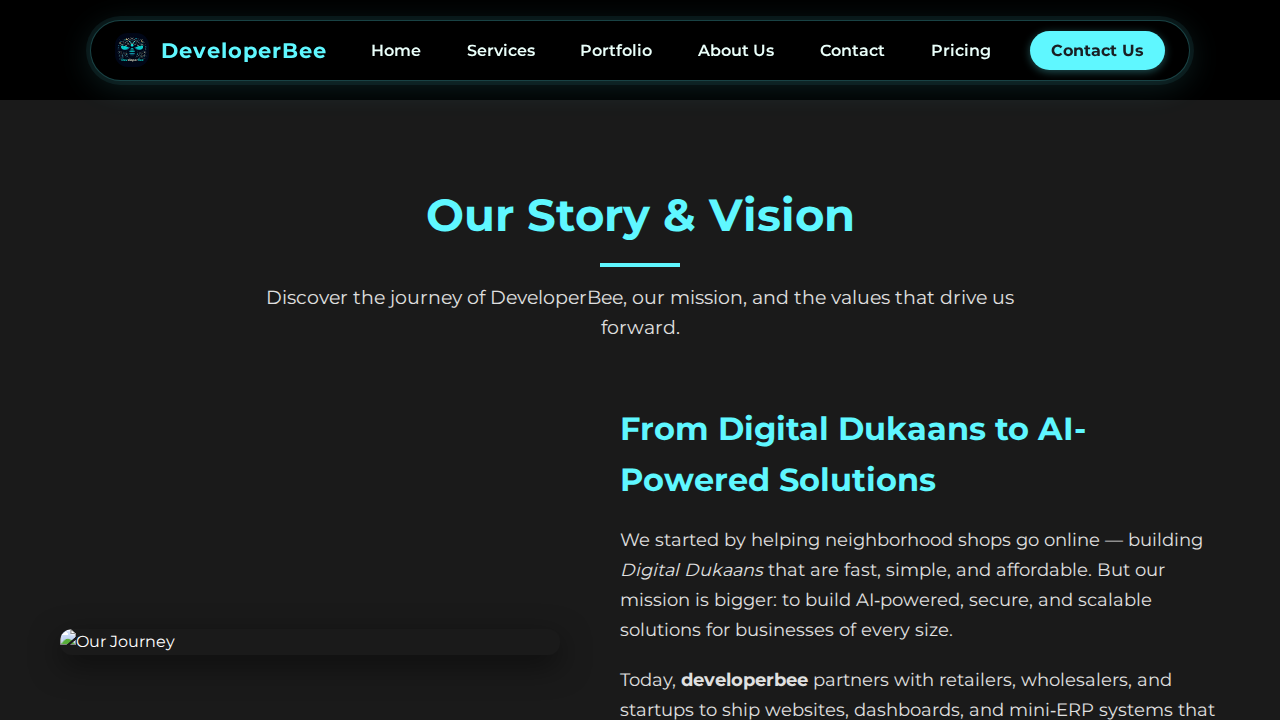 DeveloperBee
Home
Services
Portfolio
About Us
Contact
Pricing
Contact Us
Our Story & Vision
Discover the journey of DeveloperBee, our mission, and the values that drive us
forward.
From Digital Dukaans to AI-
Powered Solutions
We started by helping neighborhood shops go online — building
Digital Dukaans that are fast, simple, and affordable. But our
mission is bigger: to build AI-powered, secure, and scalable
solutions for businesses of every size.
Our Journey
Today, developerbee partners with retailers, wholesalers, and
startups to ship websites, dashboards, and mini-ERP systems that